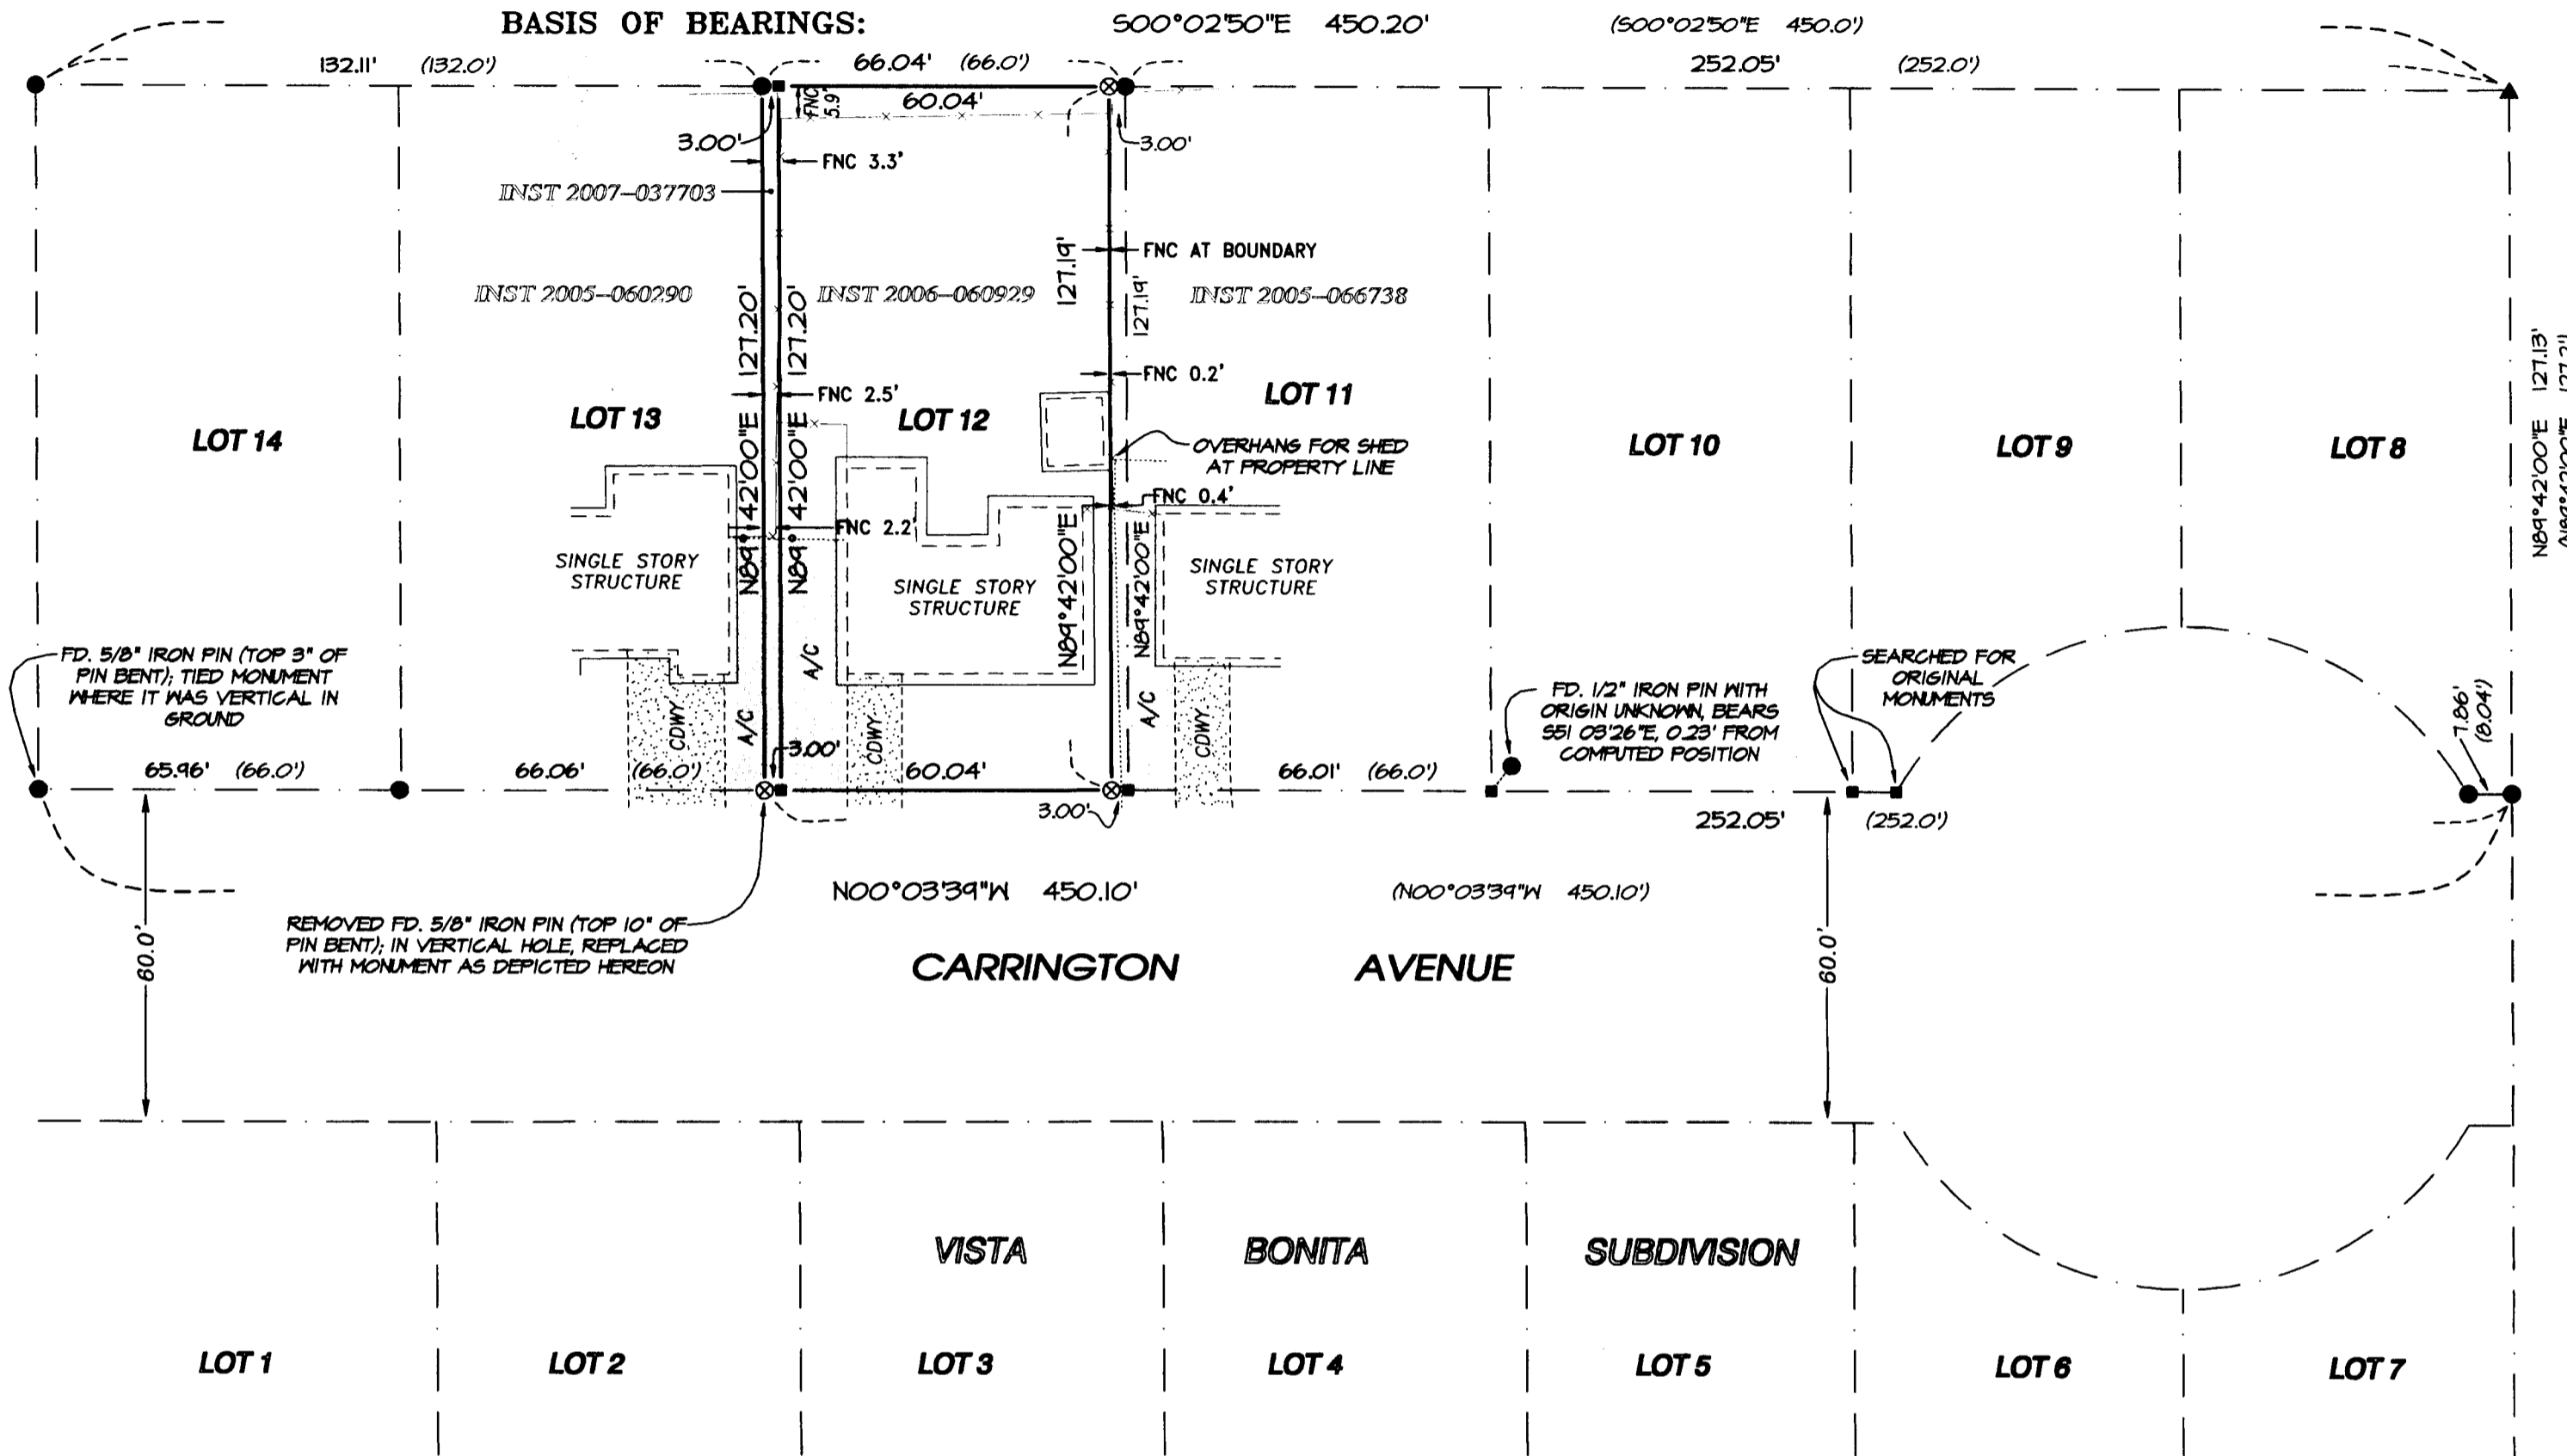 BASIS OF BEARINGS: S00°02'50"E 450.20' (S00°02'50"E 450.0')
132.11' (132.0') 66.04' (66.0') 252.05' (252.0')
FNC 5.9' 60.04'
3.00' 3.00'
FNC 3.3'
INST 2007-037703
FNC AT BOUNDARY
INST 2005-060290 INST 2006-060929 INST 2005-066738
N89°42'00"E 127.20'
N89°42'00"E 127.20'
N89°42'00"E 127.19'
N89°42'00"E 127.19'
N89°42'00"E 127.13'
FNC 0.2'
FNC 2.5'
LOT 14 LOT 13 LOT 12 LOT 11 LOT 10 LOT 9 LOT 8
OVERHANG FOR SHED
AT PROPERTY LINE
FNC 0.4'
FNC 2.2'
SINGLE STORY
STRUCTURE
SINGLE STORY
STRUCTURE
SINGLE STORY
STRUCTURE
FD. 5/8" IRON PIN (TOP 3" OF
PIN BENT); TIED MONUMENT
WHERE IT WAS VERTICAL IN
GROUND
CDWY
A/C
A/C
CDWY
A/C
CDWY
FD. 1/2" IRON PIN WITH
ORIGIN UNKNOWN, BEARS
S51 03'26"E, 0.23' FROM
COMPUTED POSITION
SEARCHED FOR
ORIGINAL
MONUMENTS
7.86'
(8.04')
65.96' (66.0') 66.06' (66.0') 3.00' 60.04' 66.01' (66.0')
3.00'
252.05' (252.0')
N00°03'39"W 450.10' (N00°03'39"W 450.10')
REMOVED FD. 5/8" IRON PIN (TOP 10" OF
PIN BENT); IN VERTICAL HOLE, REPLACED
WITH MONUMENT AS DEPICTED HEREON
60.0'
CARRINGTON AVENUE
60.0'
VISTA BONITA SUBDIVISION
LOT 1 LOT 2 LOT 3 LOT 4 LOT 5 LOT 6 LOT 7